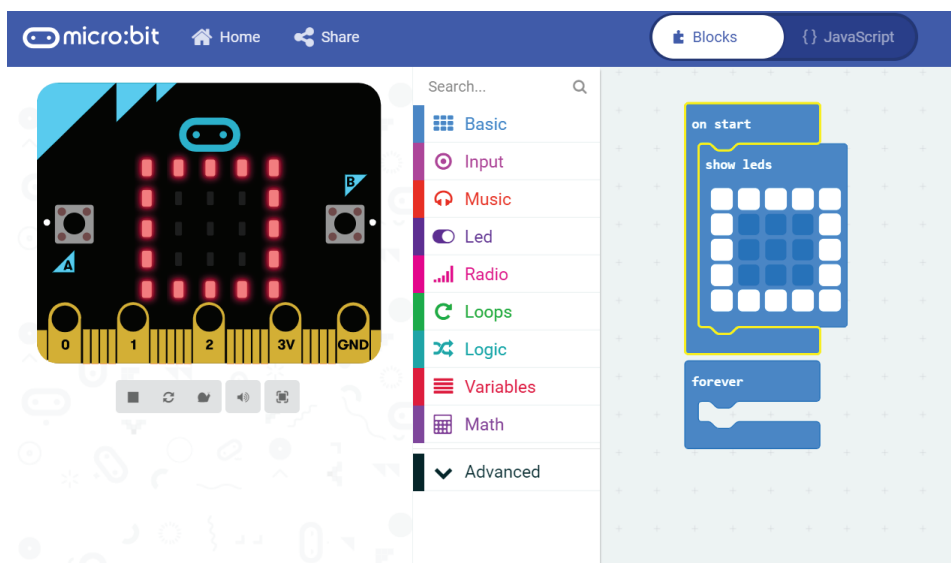 micro:bit Home Share Blocks {} JavaScript
Search...
Basic
Input
Music
Led
Radio
Loops
Logic
Variables
Math
Advanced
A
B
0 1 2 3V GND
on start
show leds
forever